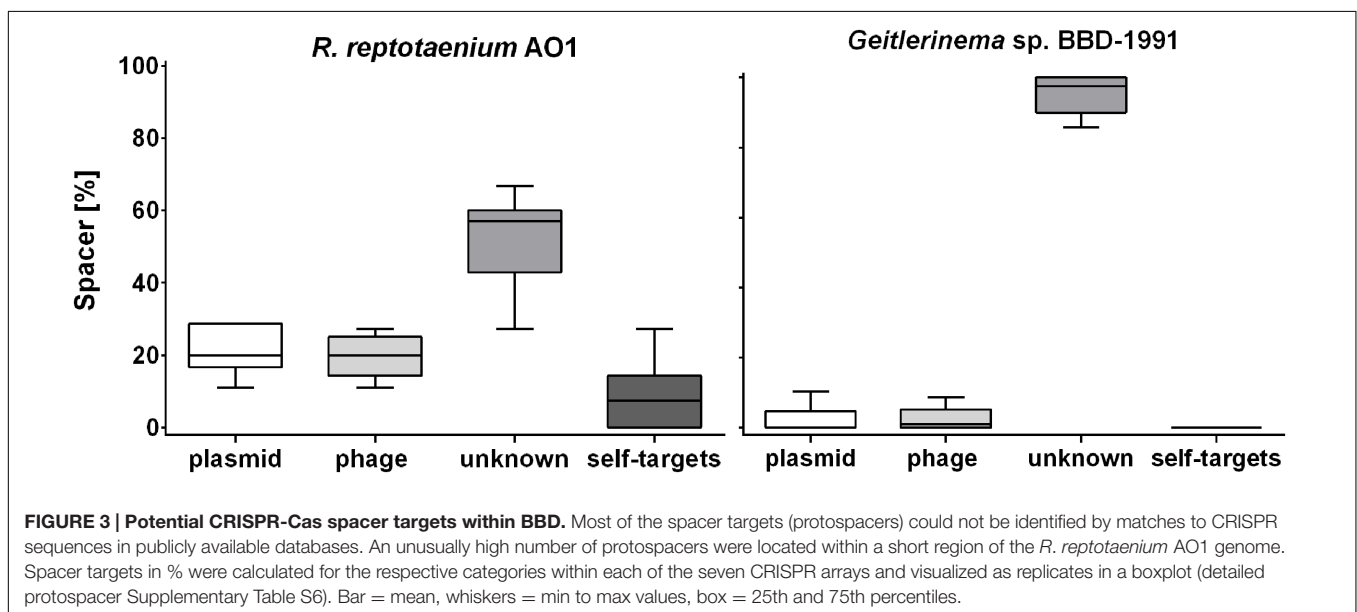 R. reptotaenium AO1
Geitlerinema sp. BBD-1991
Spacer [%]
100
80
60
40
20
0
plasmid phage unknown self-targets
plasmid phage unknown self-targets
FIGURE 3 | Potential CRISPR-Cas spacer targets within BBD. Most of the spacer targets (protospacers) could not be identified by matches to CRISPR
sequences in publicly available databases. An unusually high number of protospacers were located within a short region of the R. reptotaenium AO1 genome.
Spacer targets in % were calculated for the respective categories within each of the seven CRISPR arrays and visualized as replicates in a boxplot (detailed
protospacer Supplementary Table S6). Bar = mean, whiskers = min to max values, box = 25th and 75th percentiles.